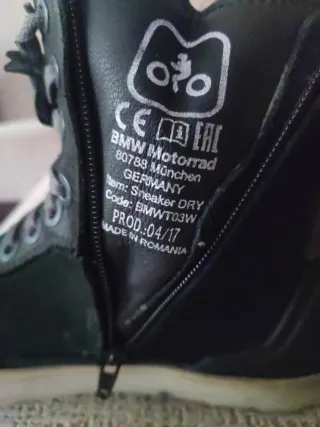 CE i EAC
BMW Motorrad
80788 München
GERMANY
Item: Sneaker DRY
Code: BMWT03W
PROD.:04/17
MADE IN ROMANIA